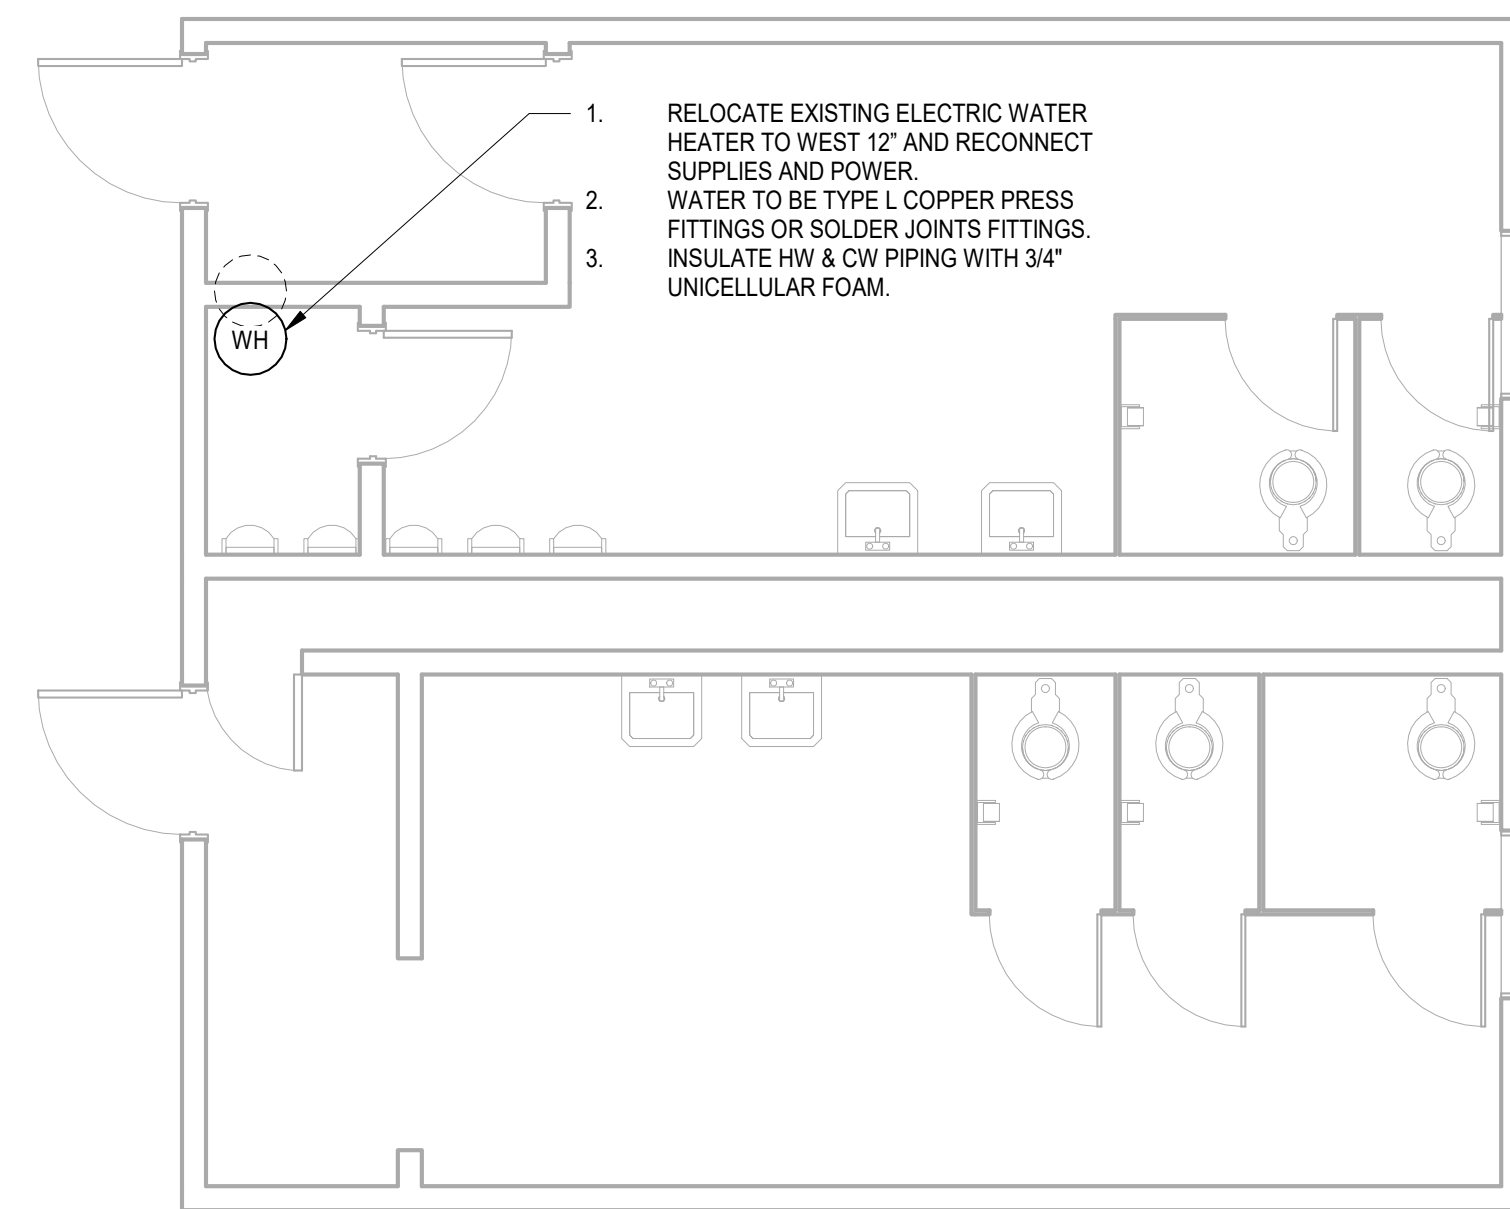 1. RELOCATE EXISTING ELECTRIC WATER
HEATER TO WEST 12” AND RECONNECT
SUPPLIES AND POWER.
2. WATER TO BE TYPE L COPPER PRESS
FITTINGS OR SOLDER JOINTS FITTINGS.
3. INSULATE HW & CW PIPING WITH 3/4"
UNICELLULAR FOAM.
WH